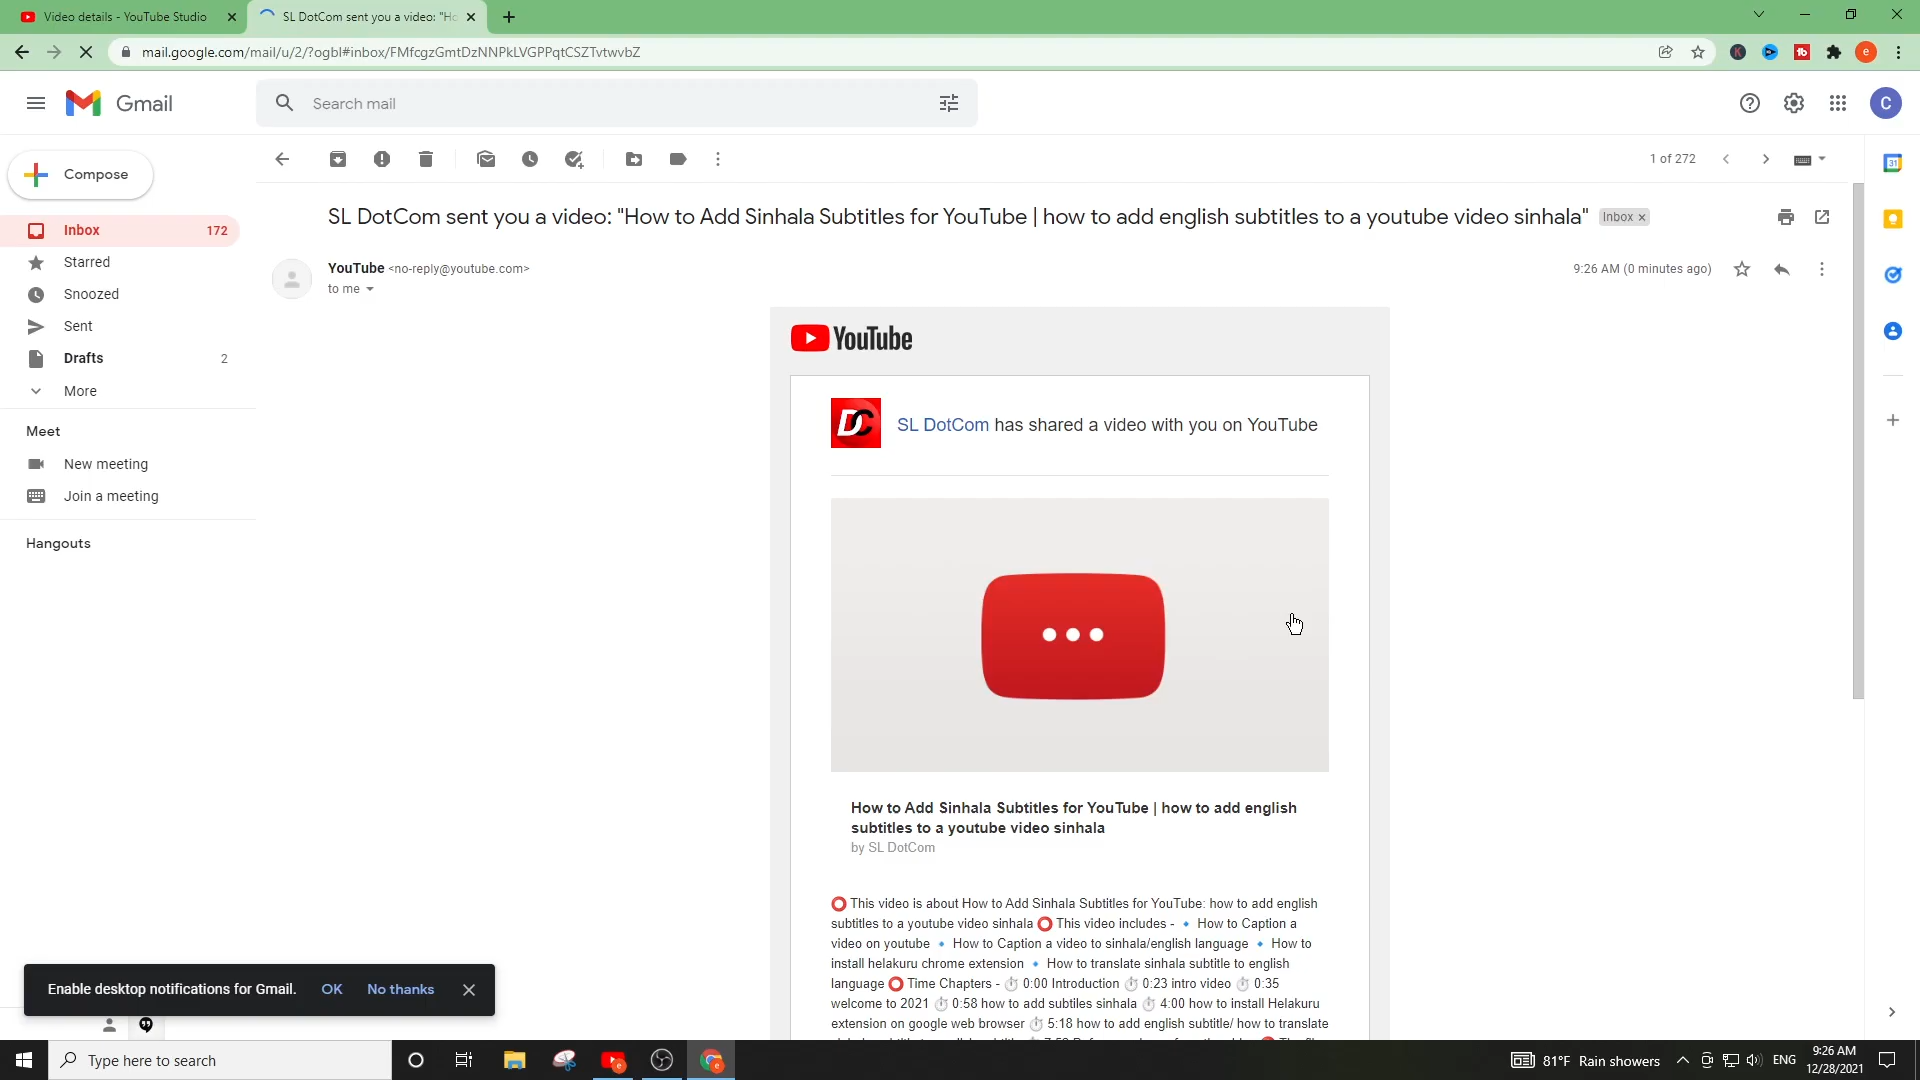 Video details - YouTube Studio
SL DotCom sent you a video: "Ho
mail.google.com/mail/u/2/?ogbl#inbox/FMfcgzGmtDzNNPkLVGPPqtCSZTvtwvbZ
Gmail
Search mail
C
Compose
1 of 272
Inbox 172
Starred
Snoozed
Sent
Drafts 2
More
Meet
New meeting
Join a meeting
Hangouts
SL DotCom sent you a video: "How to Add Sinhala Subtitles for YouTube | how to add english subtitles to a youtube video sinhala" Inbox x
YouTube <no-reply@youtube.com>
9:26 AM (0 minutes ago)
to me
YouTube
DC
SL DotCom has shared a video with you on YouTube
How to Add Sinhala Subtitles for YouTube | how to add english
subtitles to a youtube video sinhala
by SL DotCom
⭕ This video is about How to Add Sinhala Subtitles for YouTube: how to add english
subtitles to a youtube video sinhala ⭕ This video includes - 🔹 How to Caption a
video on youtube 🔹 How to Caption a video to sinhala/english language 🔹 How to
install helakuru chrome extension 🔹 How to translate sinhala subtitle to english
language ⭕ Time Chapters - ⏱ 0:00 Introduction ⏱ 0:23 intro video ⏱ 0:35
welcome to 2021 ⏱ 0:58 how to add subtiles sinhala ⏱ 4:00 how to install Helakuru
extension on google web browser ⏱ 5:18 how to add english subtitle/ how to translate
Enable desktop notifications for Gmail. OK No thanks
Type here to search
81°F Rain showers
ENG
9:26 AM
12/28/2021